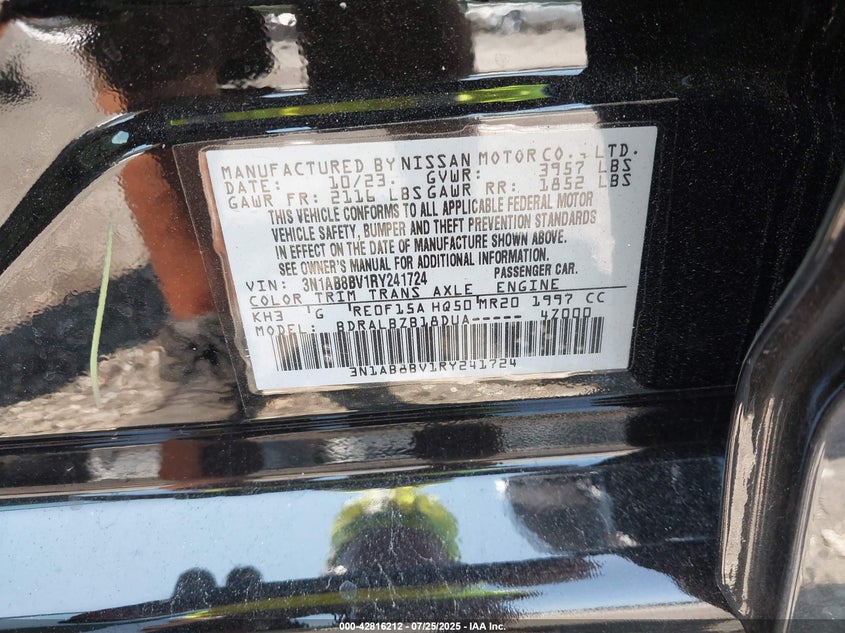 MANUFACTURED BY NISSAN MOTOR CO., LTD.
DATE: 10/23 GVWR: 3957 LBS
GAWR FR: 2116 LBS GAWR RR: 1852 LBS
THIS VEHICLE CONFORMS TO ALL APPLICABLE FEDERAL MOTOR
VEHICLE SAFETY, BUMPER AND THEFT PREVENTION STANDARDS
IN EFFECT ON THE DATE OF MANUFACTURE SHOWN ABOVE.
SEE OWNER'S MANUAL FOR ADDITIONAL INFORMATION.
VIN: 3N1AB8BV1RY241724 PASSENGER CAR.
COLOR TRIM TRANS AXLE ENGINE
KH3 G RE0F15A HQ50 MR20 1997 CC
MODEL: BDRALBZB18DUA----- 4Z000
3N1AB8BV1RY241724
000-42816212 - 07/25/2025 - IAA Inc.